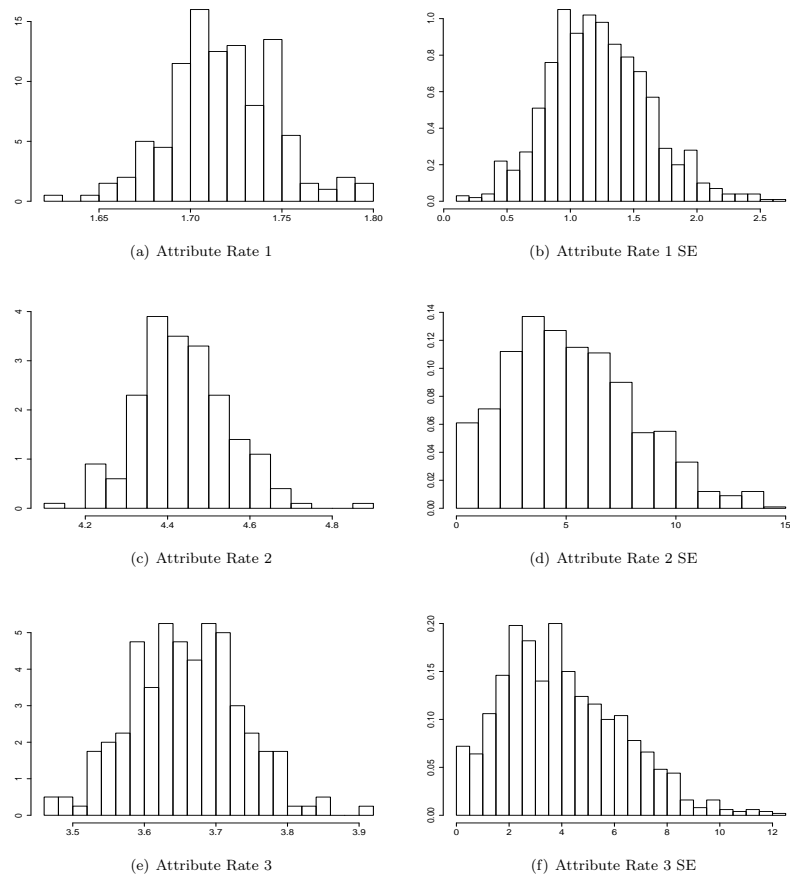 15
10
5
0
1.65 1.70 1.75 1.80
(a) Attribute Rate 1
1.0
0.8
0.6
0.4
0.2
0.0
0.0 0.5 1.0 1.5 2.0 2.5
(b) Attribute Rate 1 SE
4
3
2
1
0
4.2 4.4 4.6 4.8
(c) Attribute Rate 2
0.14
0.12
0.10
0.08
0.06
0.04
0.02
0.00
0 5 10 15
(d) Attribute Rate 2 SE
5
4
3
2
1
0
3.5 3.6 3.7 3.8 3.9
(e) Attribute Rate 3
0.20
0.15
0.10
0.05
0.00
0 2 4 6 8 10 12
(f) Attribute Rate 3 SE